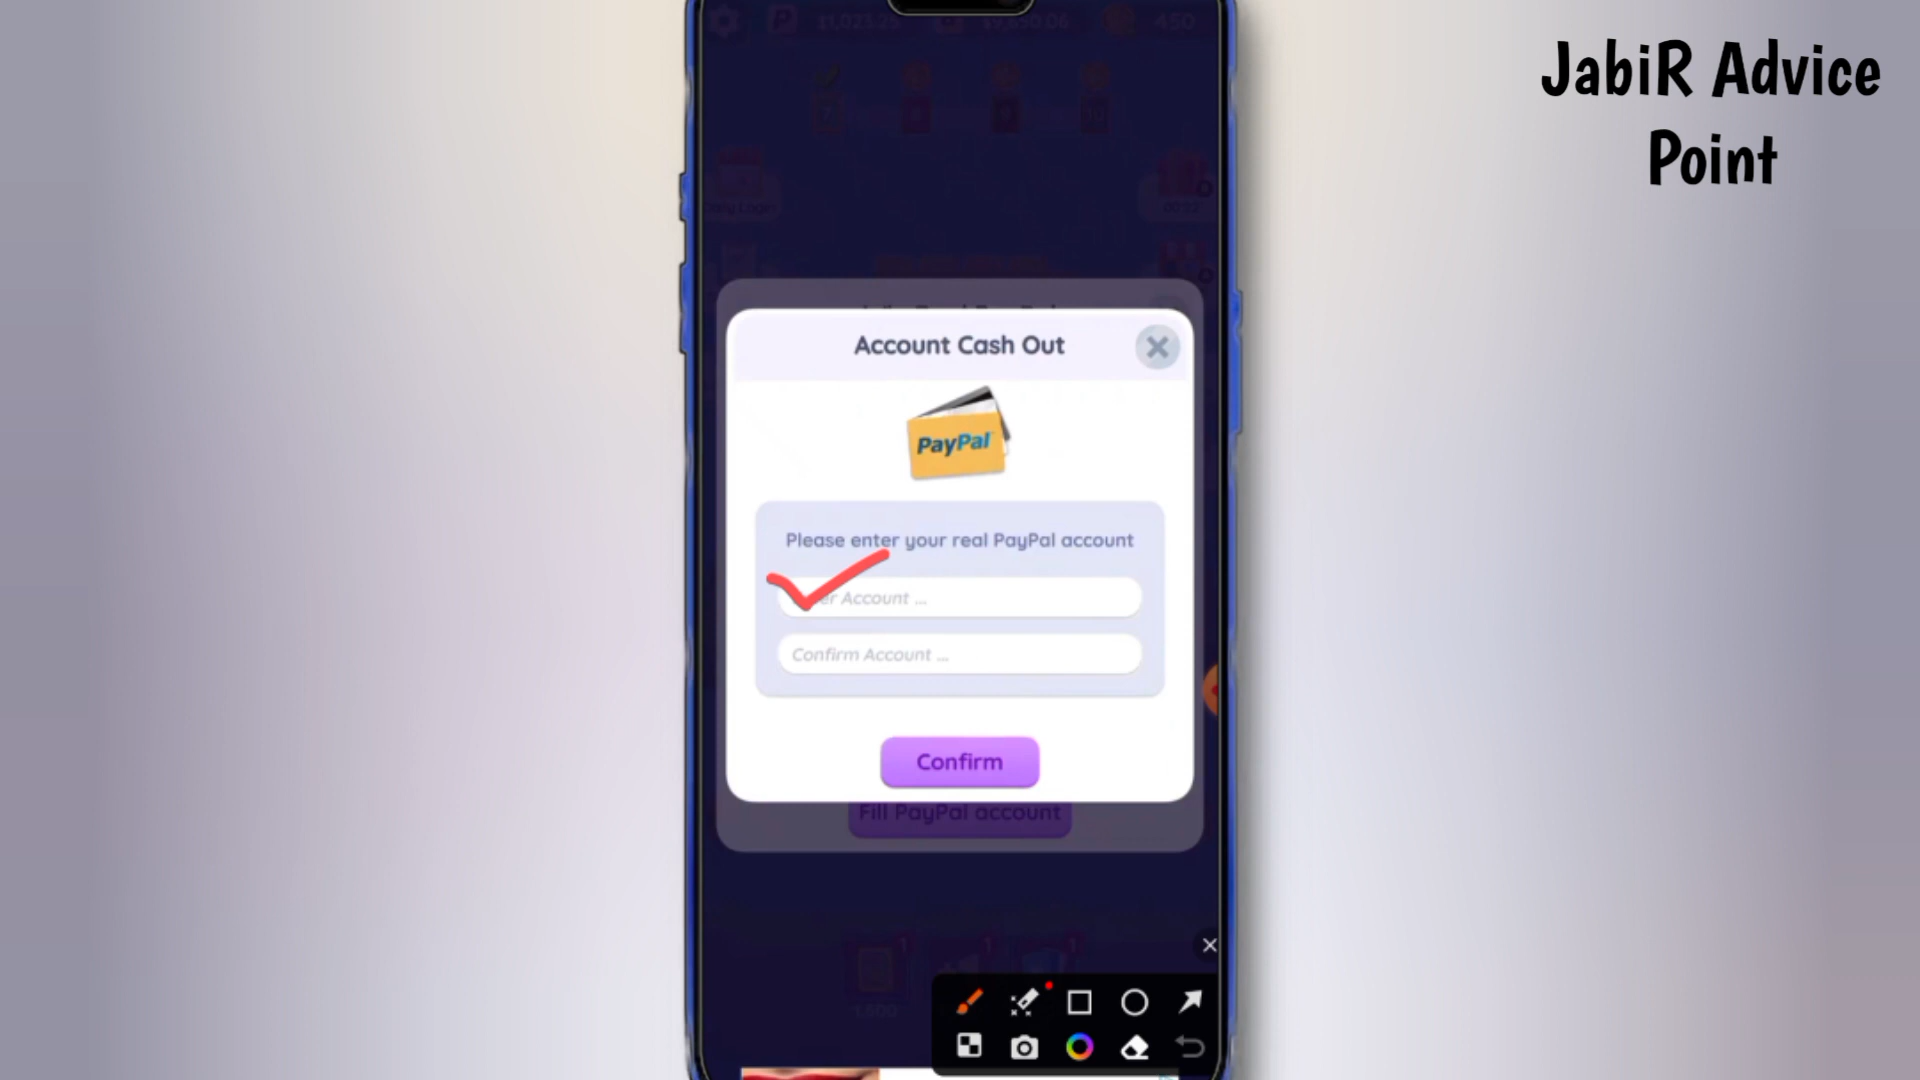 JabiR Advice
Point
450
Account Cash Out
PayPal
Please enter your real PayPal account
Account ...
Confirm Account ...
Confirm
Fill PayPal account